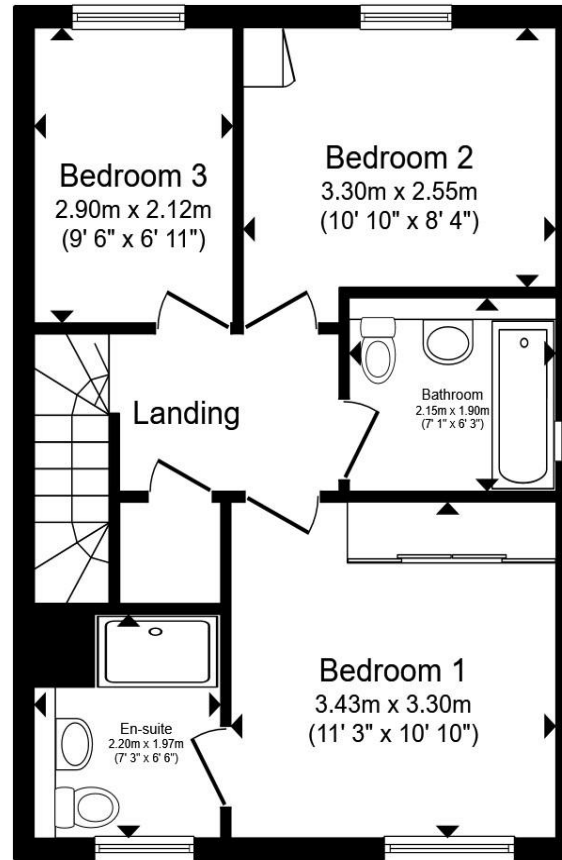 Bedroom 3
2.90m x 2.12m
(9' 6" x 6' 11")
Bedroom 2
3.30m x 2.55m
(10' 10" x 8' 4")
Landing
Bathroom
2.15m x 1.90m
(7' 1" x 6' 3")
Bedroom 1
3.43m x 3.30m
(11' 3" x 10' 10")
En-suite
2.20m x 1.97m
(7' 3" x 6' 6")